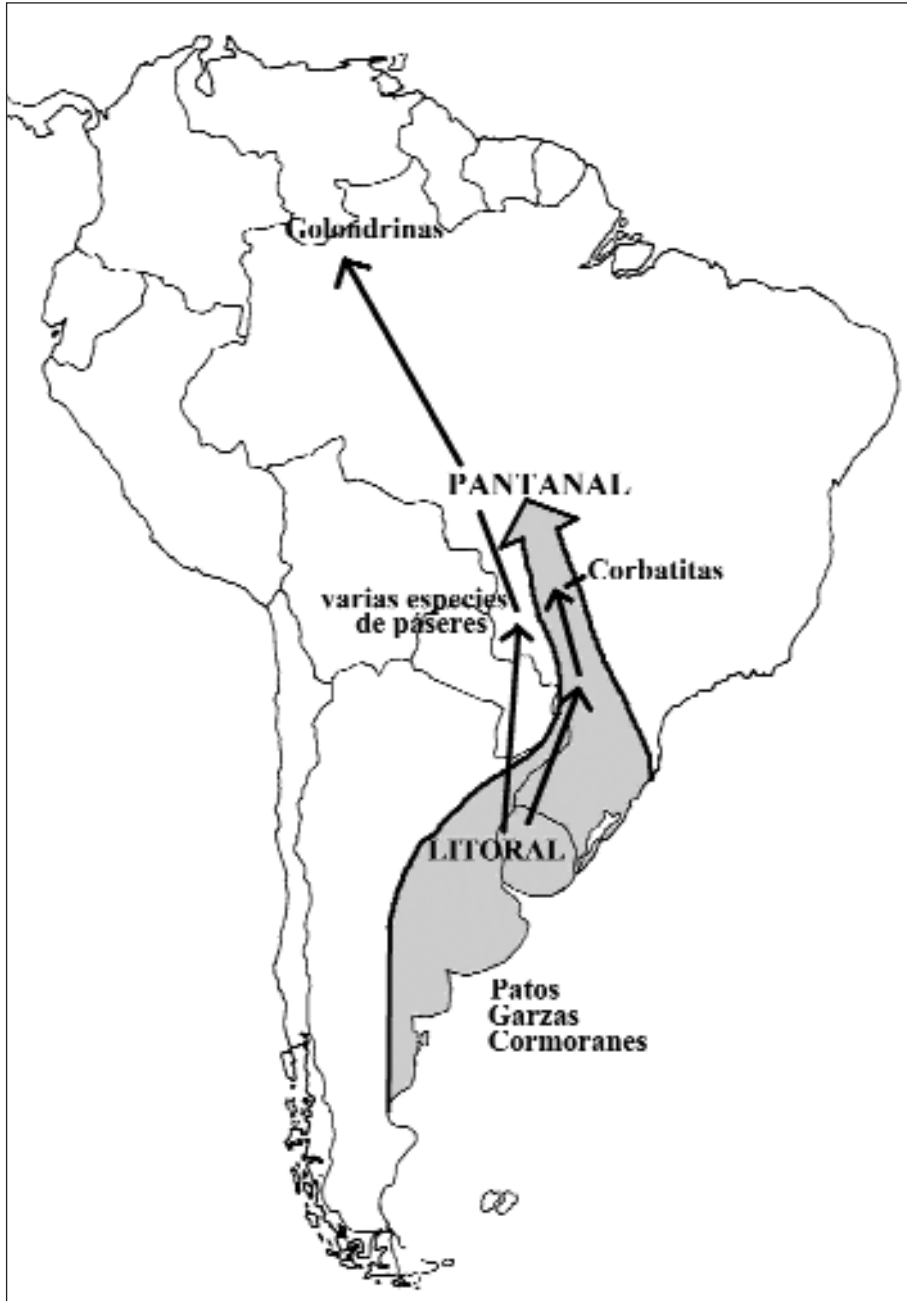 Golondrinas
PANTANAL
Corbatitas
varias especies
de páseres
LITORAL
Patos
Garzas
Cormoranes